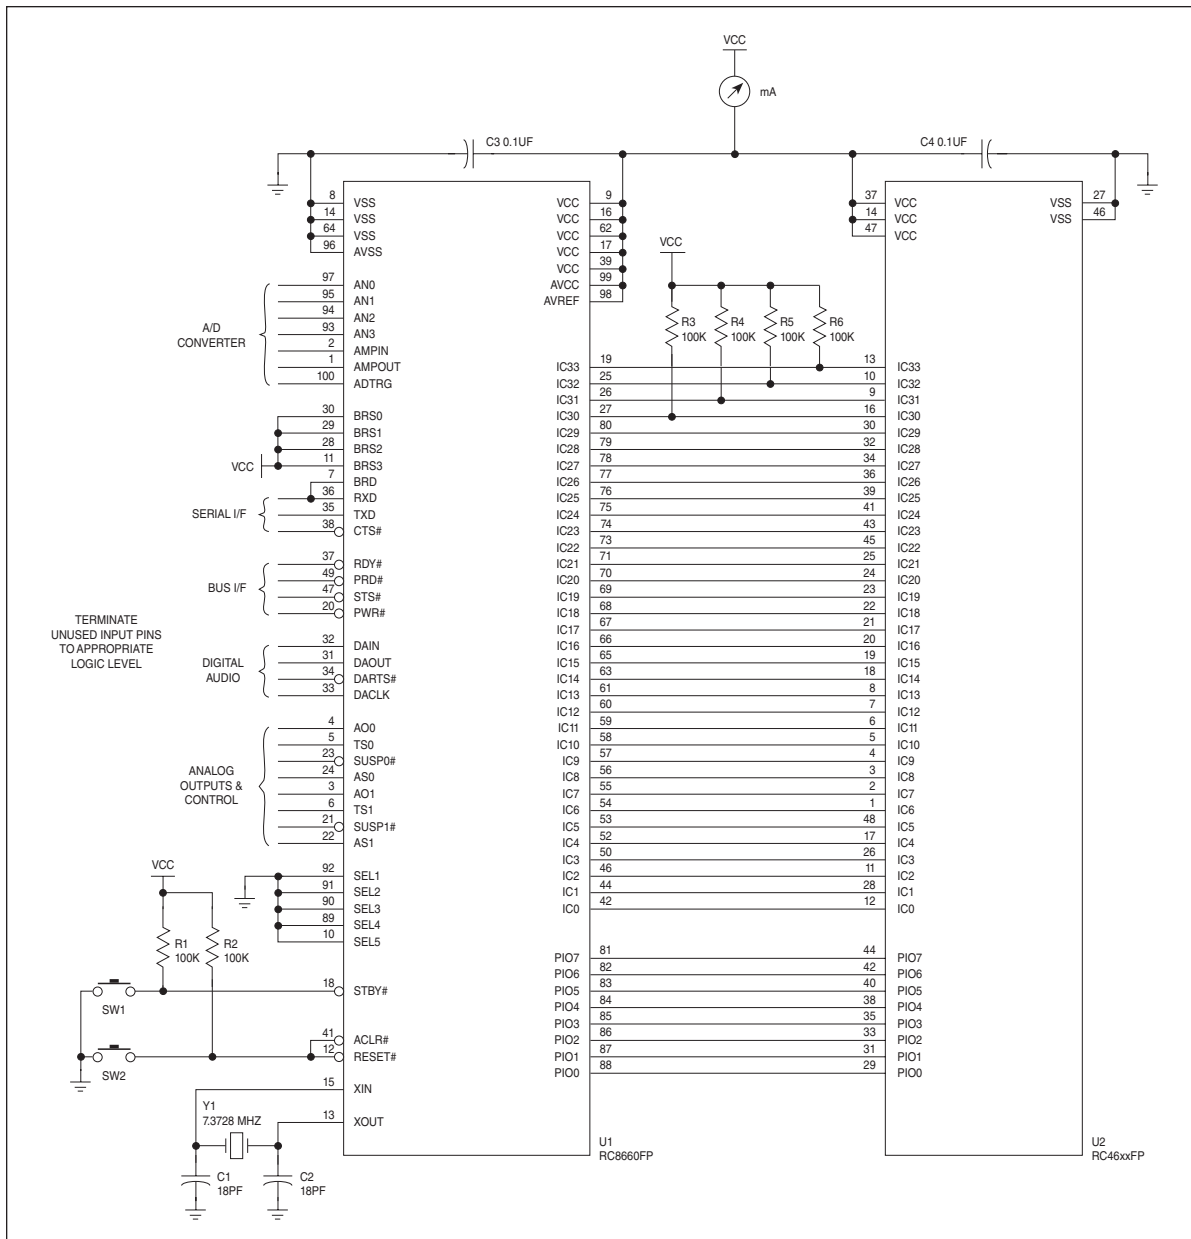 VCC
mA
C3 0.1UF
C4 0.1UF
8 VSS
14 VSS
64 VSS
96 AVSS
97 AN0
95 AN1
94 AN2
93 AN3
2 AMPIN
1 AMPOUT
100 ADTRG
A/D
CONVERTER
30 BRS0
29 BRS1
28 BRS2
11 BRS3
VCC
7 BRD
36 RXD
35 TXD
38 CTS#
SERIAL I/F
37 RDY#
49 PRD#
47 STS#
20 PWR#
BUS I/F
TERMINATE
UNUSED INPUT PINS
TO APPROPRIATE
LOGIC LEVEL
32 DAIN
31 DAOUT
34 DARTS#
33 DACLK
DIGITAL
AUDIO
4 AO0
5 TS0
23 SUSP0#
24 AS0
3 AO1
6 TS1
21 SUSP1#
22 AS1
ANALOG
OUTPUTS &
CONTROL
92 SEL1
91 SEL2
90 SEL3
89 SEL4
10 SEL5
VCC
R1
100K
R2
100K
18 STBY#
SW1
41 ACLR#
12 RESET#
SW2
15 XIN
13 XOUT
Y1
7.3728 MHZ
C1
18PF
C2
18PF
VCC 9
VCC 16
VCC 62
VCC 17
VCC 39
AVCC 99
AVREF 98
VCC
R3
100K
R4
100K
R5
100K
R6
100K
37 VCC
14 VCC
47 VCC
VSS 27
VSS 46
IC33 19 13 IC33
IC32 25 10 IC32
IC31 26 9 IC31
IC30 27 16 IC30
IC29 80 30 IC29
IC28 79 32 IC28
IC27 78 34 IC27
IC26 77 36 IC26
IC25 76 39 IC25
IC24 75 41 IC24
IC23 74 43 IC23
IC22 73 45 IC22
IC21 71 25 IC21
IC20 70 24 IC20
IC19 69 23 IC19
IC18 68 22 IC18
IC17 67 21 IC17
IC16 66 20 IC16
IC15 65 19 IC15
IC14 63 18 IC14
IC13 61 8 IC13
IC12 60 7 IC12
IC11 59 6 IC11
IC10 58 5 IC10
IC9 57 4 IC9
IC8 56 3 IC8
IC7 55 2 IC7
IC6 54 1 IC6
IC5 53 48 IC5
IC4 52 17 IC4
IC3 50 26 IC3
IC2 46 11 IC2
IC1 44 28 IC1
IC0 42 12 IC0
PIO7 81 44 PIO7
PIO6 82 42 PIO6
PIO5 83 40 PIO5
PIO4 84 38 PIO4
PIO3 85 35 PIO3
PIO2 86 33 PIO2
PIO1 87 31 PIO1
PIO0 88 29 PIO0
U1
RC8660FP
U2
RC46xxFP